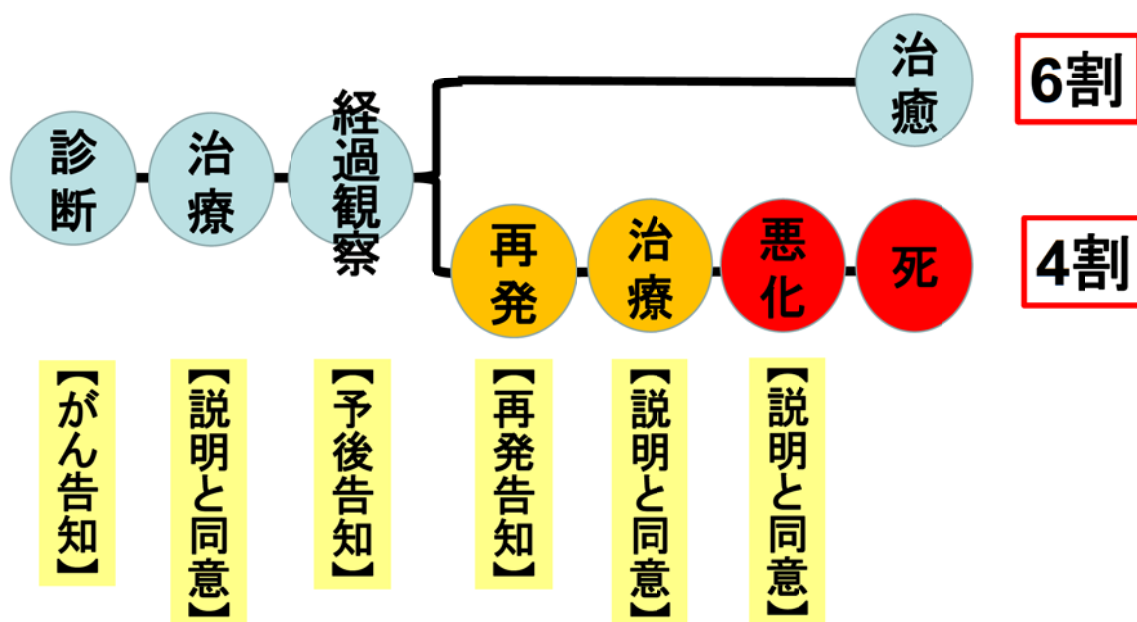 診断
治療
経過観察
治癒
6割
再発
治療
悪化
死
4割
【がん告知】
【説明と同意】
【予後告知】
【再発告知】
【説明と同意】
【説明と同意】